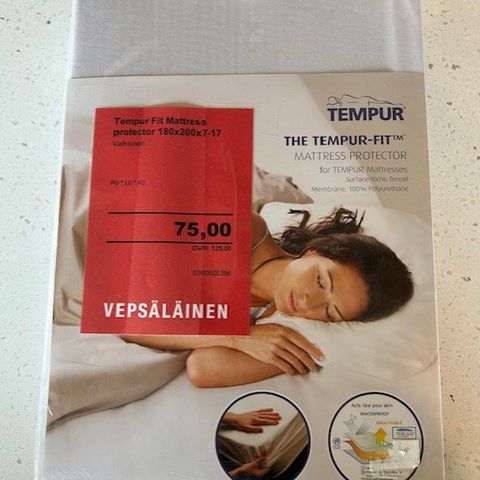 TEMPUR®
THE TEMPUR-FIT™
MATTRESS PROTECTOR
for TEMPUR Mattresses
Surface: 100% Tencel
Membrane: 100% Polyurethane
Tempur Fit Mattress
protector 180x200x7-17
Valkoinen
75,00
OVH: 125,00
VEPSÄLÄINEN
Acts like your skin
WATERPROOF
BREATHABLE